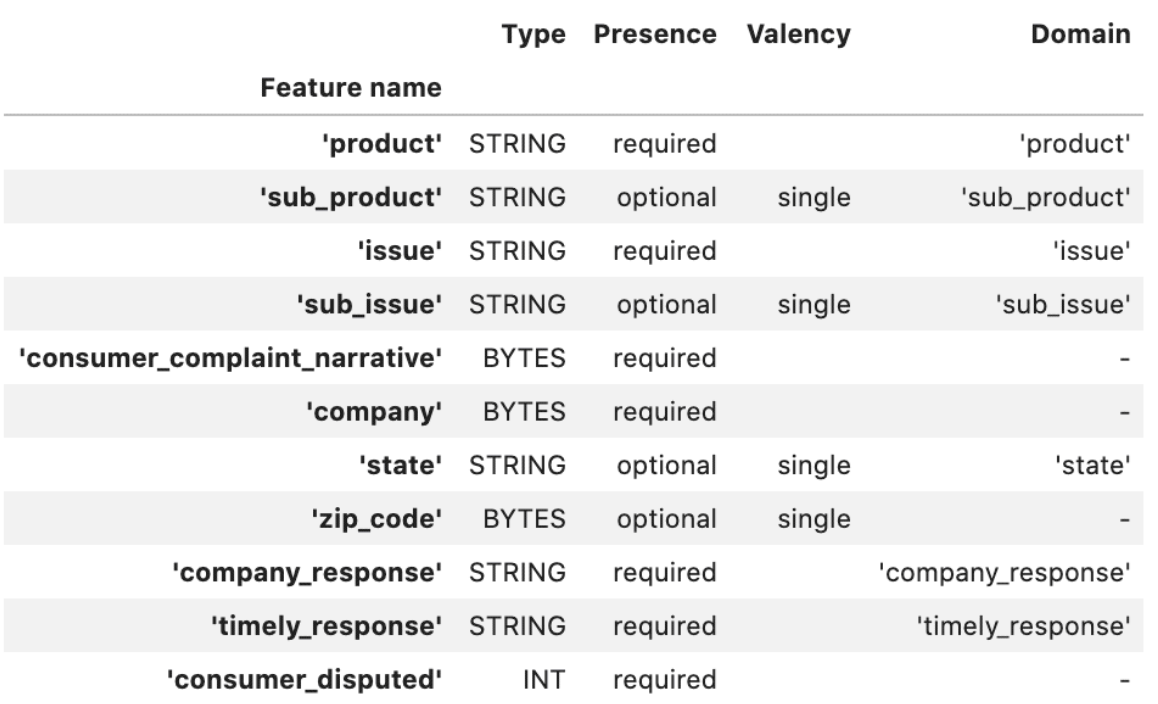 Type Presence Valency Domain
Feature name
'product' STRING required 'product'
'sub_product' STRING optional single 'sub_product'
'issue' STRING required 'issue'
'sub_issue' STRING optional single 'sub_issue'
'consumer_complaint_narrative' BYTES required -
'company' BYTES required -
'state' STRING optional single 'state'
'zip_code' BYTES optional single -
'company_response' STRING required 'company_response'
'timely_response' STRING required 'timely_response'
'consumer_disputed' INT required -